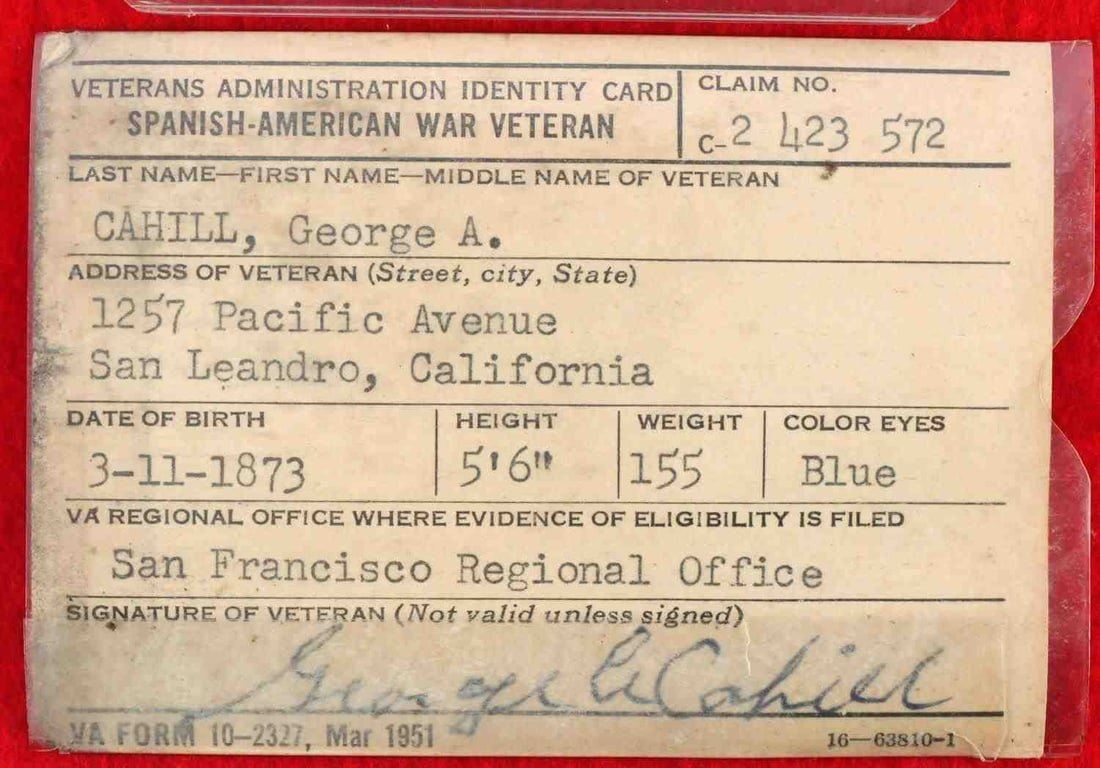 VETERANS ADMINISTRATION IDENTITY CARD
SPANISH-AMERICAN WAR VETERAN
CLAIM NO.
C-2 423 572
LAST NAME—FIRST NAME—MIDDLE NAME OF VETERAN
CAHILL, George A.
ADDRESS OF VETERAN (Street, city, State)
1257 Pacific Avenue
San Leandro, California
DATE OF BIRTH HEIGHT WEIGHT COLOR EYES
3-11-1873 5'6" 155 Blue
VA REGIONAL OFFICE WHERE EVIDENCE OF ELIGIBILITY IS FILED
San Francisco Regional Office
SIGNATURE OF VETERAN (Not valid unless signed)
George A Cahill
VA FORM 10-2327, Mar 1951 16—63810-1